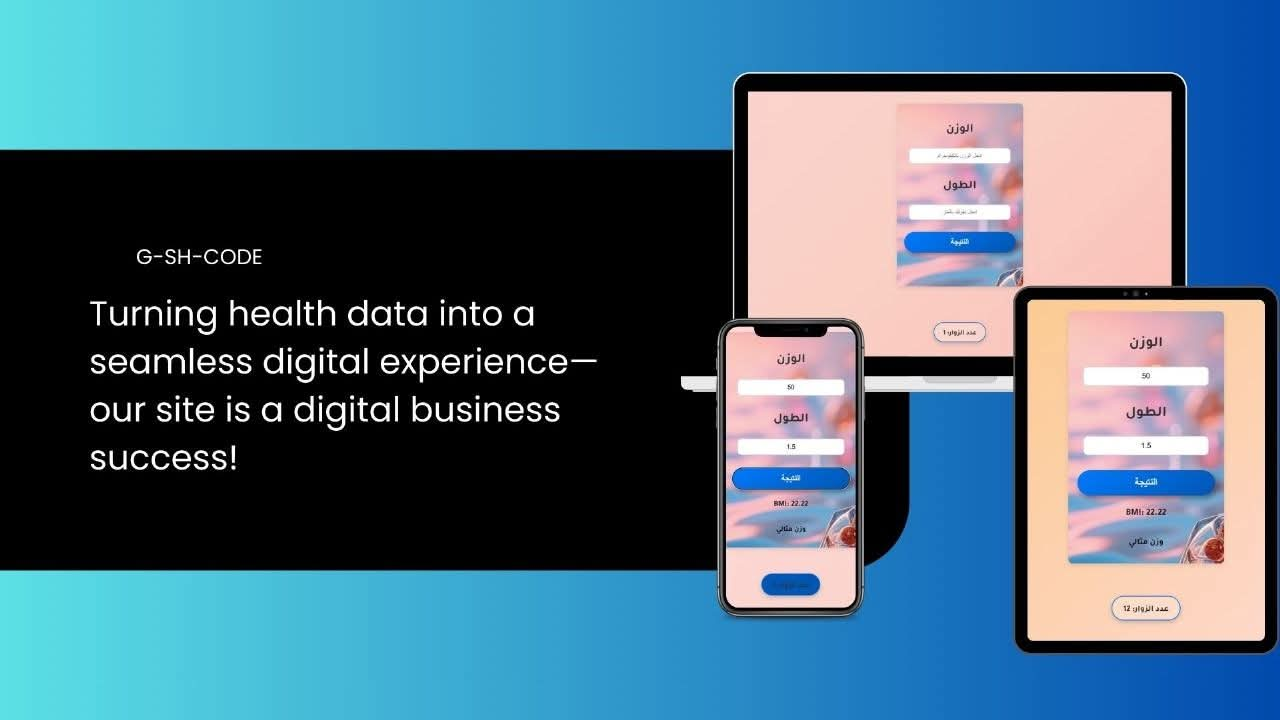 G-SH-CODE
Turning health data into a
seamless digital experience—
our site is a digital business
success!
الوزن
الطول
النتيجة
عدد الزوار: 1
الوزن
50
الطول
1.5
النتيجة
BMI: 22.22
وزن مثالي
الوزن
50
الطول
1.5
النتيجة
BMI: 22.22
وزن مثالي
عدد الزوار: 12